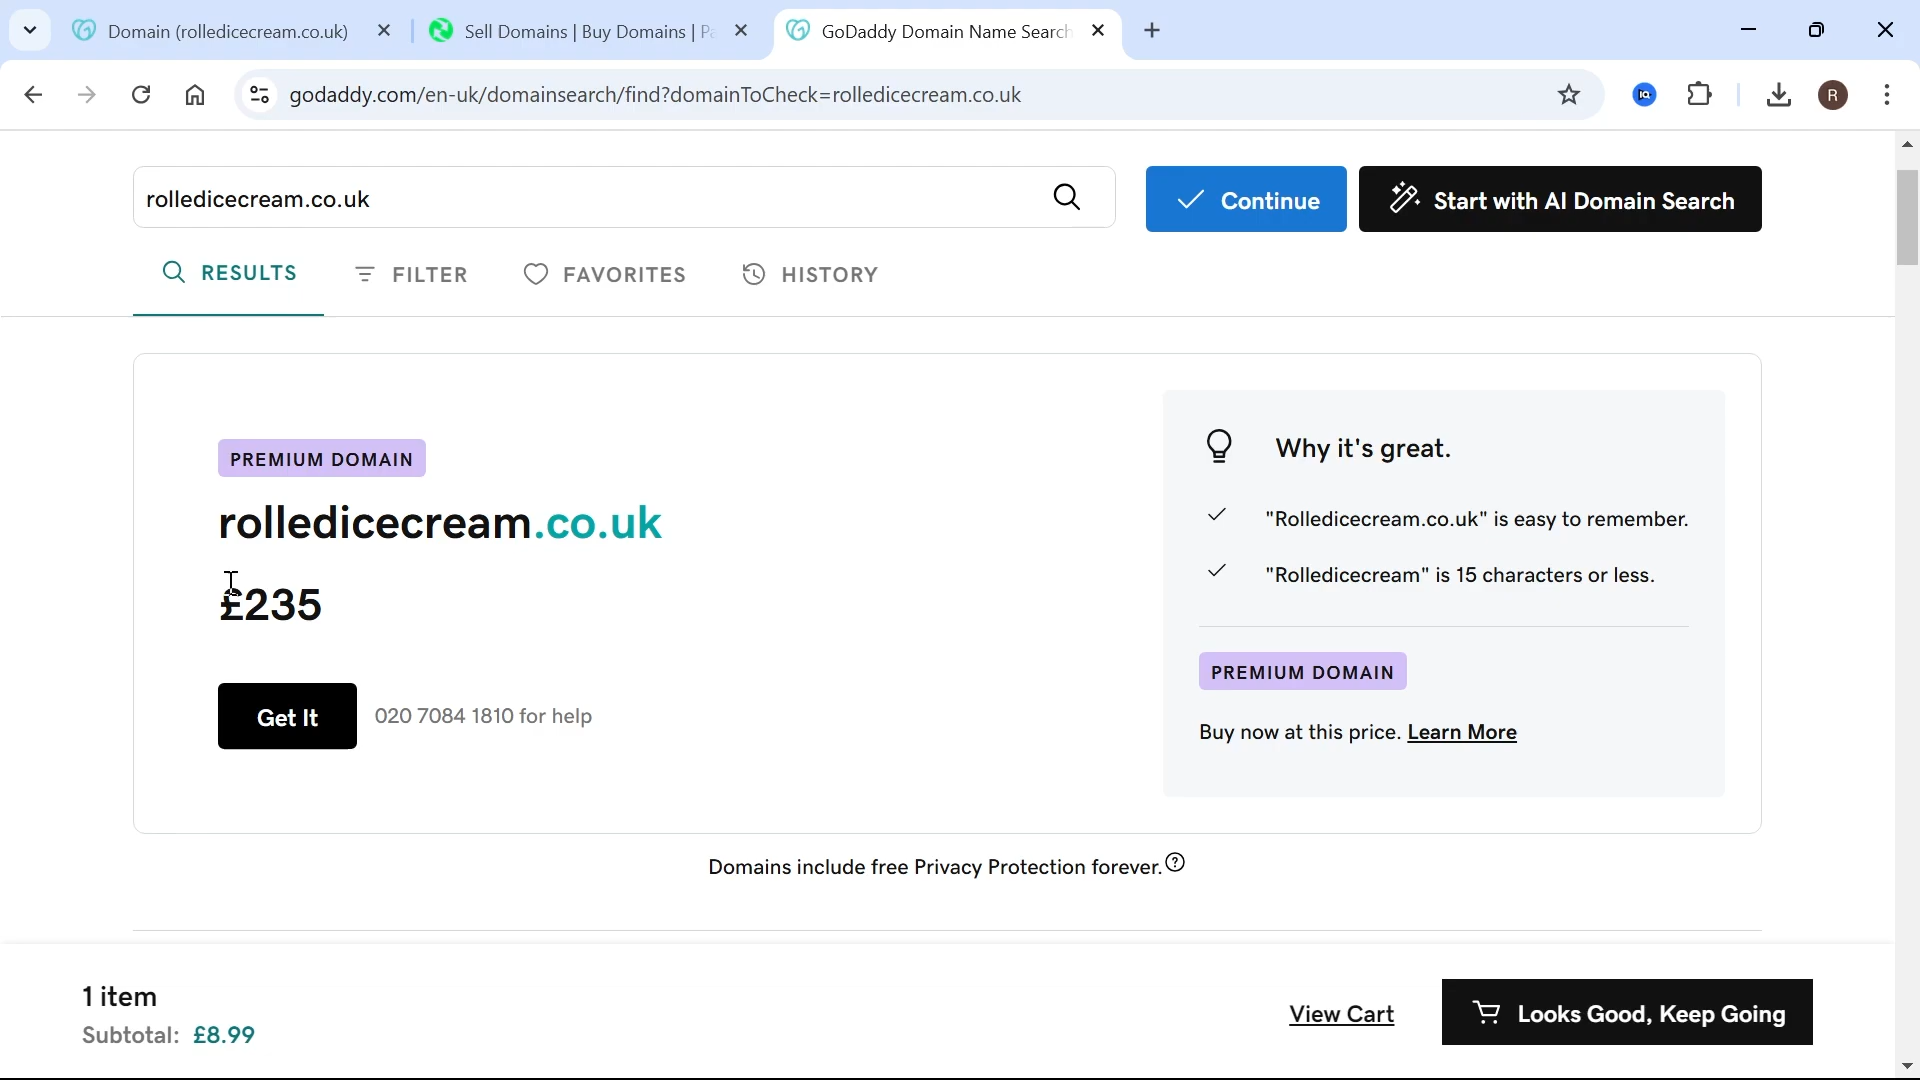 Domain (rolledicecream.co.uk)
Sell Domains | Buy Domains | Pa
GoDaddy Domain Name Search
godaddy.com/en-uk/domainsearch/find?domainToCheck=rolledicecream.co.uk
R
rolledicecream.co.uk
Continue
Start with AI Domain Search
RESULTS
FILTER
FAVORITES
HISTORY
PREMIUM DOMAIN
rolledicecream.co.uk
£235
Get It
020 7084 1810 for help
Why it's great.
"Rolledicecream.co.uk" is easy to remember.
"Rolledicecream" is 15 characters or less.
PREMIUM DOMAIN
Buy now at this price. Learn More
Domains include free Privacy Protection forever.
1 item
Subtotal: £8.99
View Cart
Looks Good, Keep Going